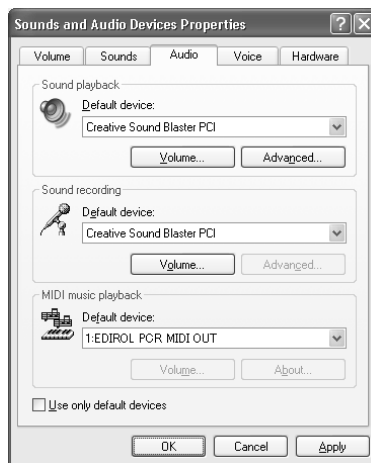 Sounds and Audio Devices Properties
Volume Sounds Audio Voice Hardware
Sound playback
Default device:
Creative Sound Blaster PCI
Volume... Advanced...
Sound recording
Default device:
Creative Sound Blaster PCI
Volume... Advanced...
MIDI music playback
Default device:
1:EDIROL PCR MIDI OUT
Volume... About...
Use only default devices
OK Cancel Apply